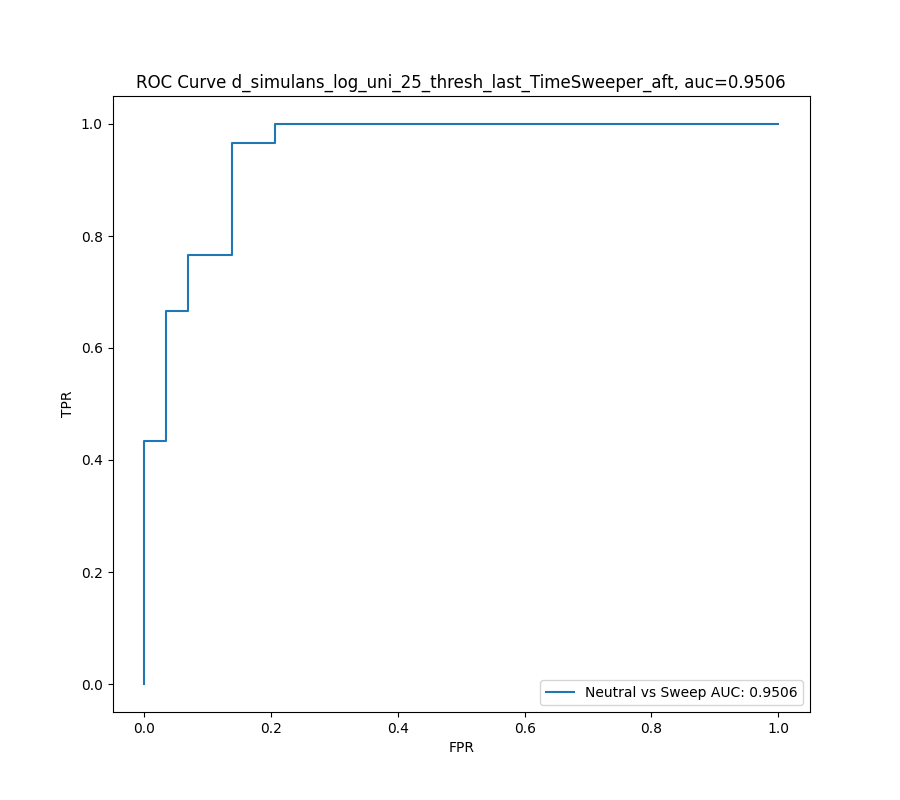 ROC Curve d_simulans_log_uni_25_thresh_last_TimeSweeper_aft, auc=0.9506
1.0
0.8
0.6
0.4
0.2
0.0
TPR
Neutral vs Sweep AUC: 0.9506
0.0 0.2 0.4 0.6 0.8 1.0
FPR